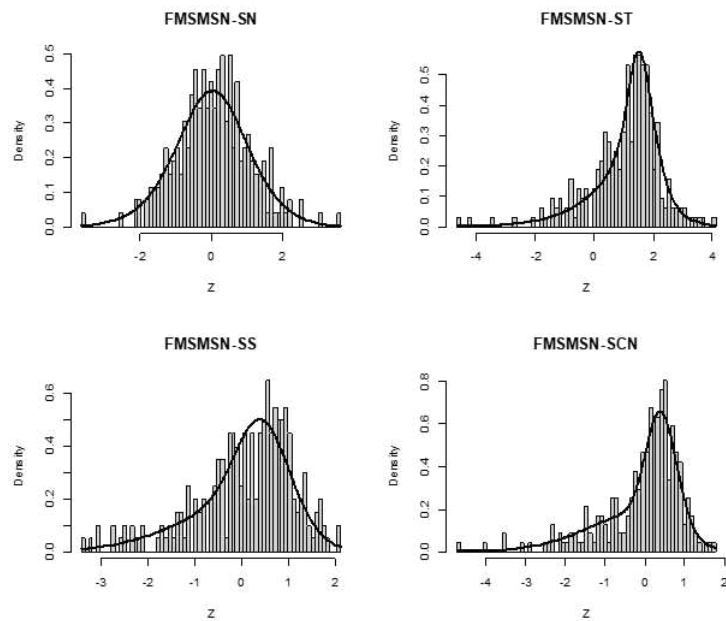 FMSMSN-SN
Density
0.0 0.1 0.2 0.3 0.4 0.5
-2 0 2
Z
FMSMSN-ST
Density
0.0 0.1 0.2 0.3 0.4 0.5
-4 -2 0 2 4
Z
FMSMSN-SS
Density
0.0 0.2 0.4 0.6
-3 -2 -1 0 1 2
Z
FMSMSN-SCN
Density
0.0 0.2 0.4 0.6 0.8
-4 -3 -2 -1 0 1 2
Z